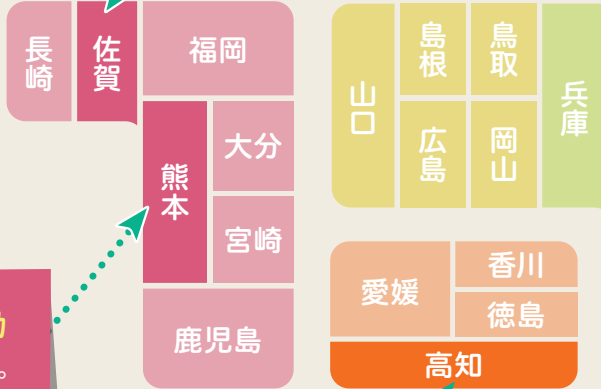 長崎
佐賀
福岡
熊本
大分
宮崎
鹿児島
山口
島根
鳥取
広島
岡山
兵庫
愛媛
香川
徳島
高知
。